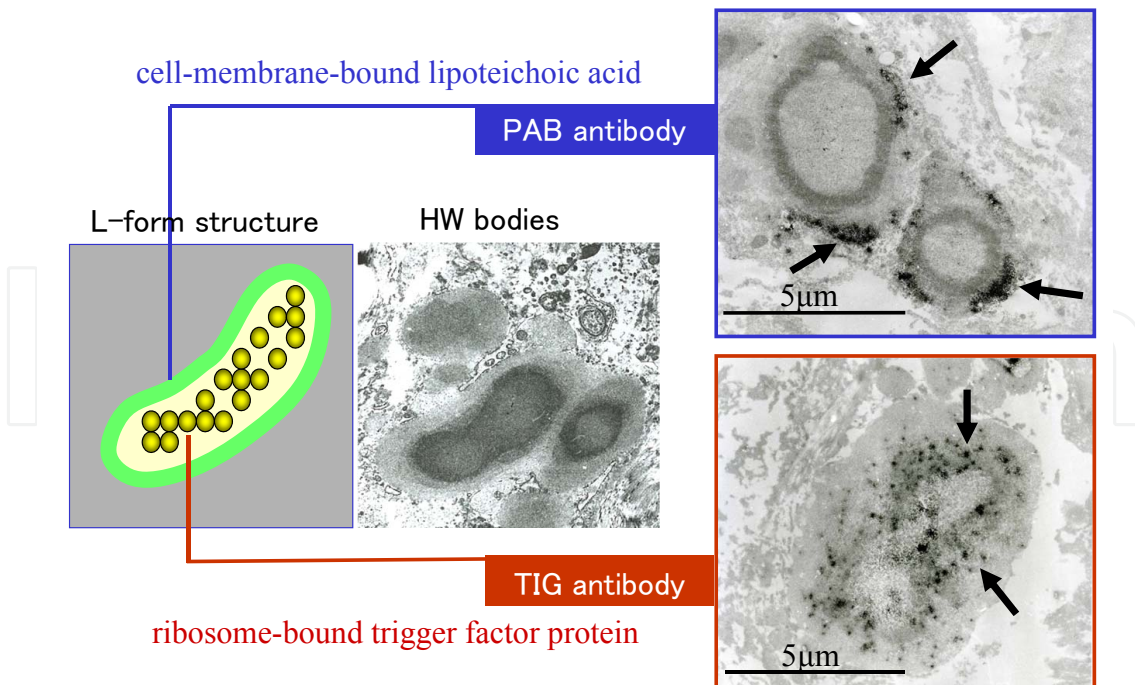 cell-membrane-bound lipoteichoic acid
PAB antibody
L-form structure
HW bodies
5μm
TIG antibody
ribosome-bound trigger factor protein
5μm